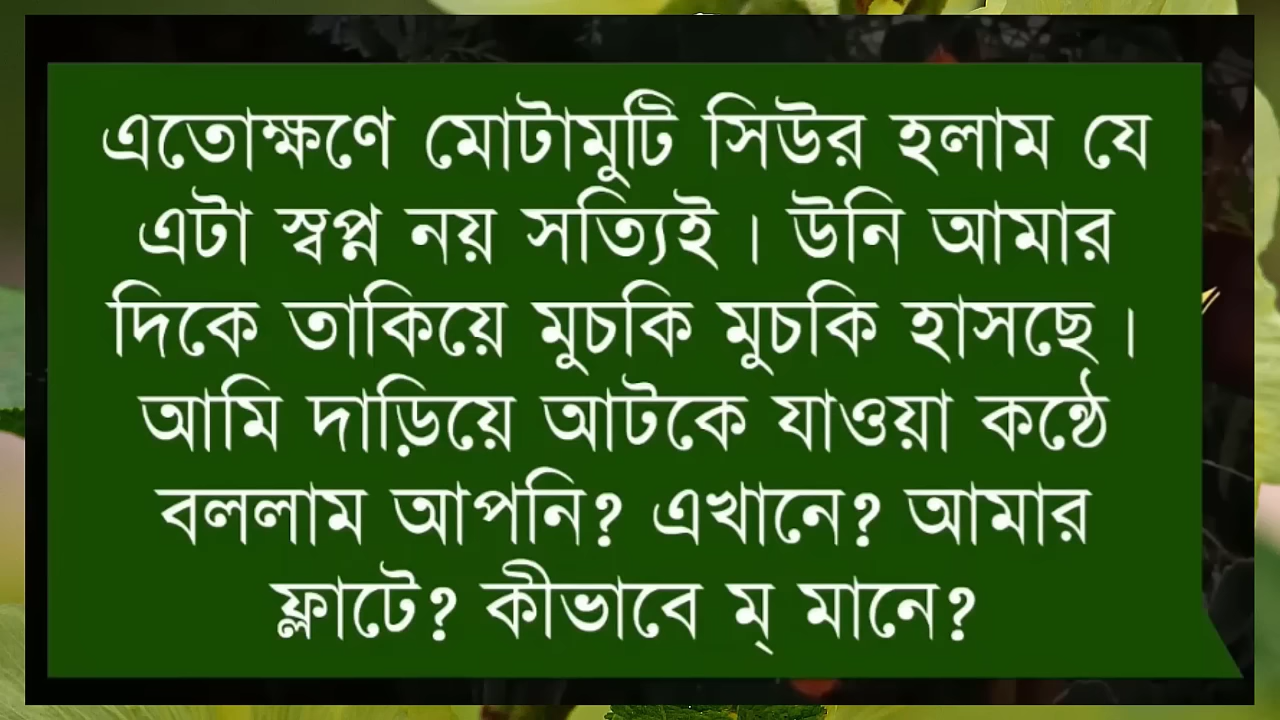 এতোক্ষণে মোটামুটি সিউর হলাম যে
এটা স্বপ্ন নয় সত্যিই। উনি আমার
দিকে তাকিয়ে মুচকি মুচকি হাসছে।
আমি দাড়িয়ে আটকে যাওয়া কন্ঠে
বললাম আপনি? এখানে? আমার
ফ্লাটে? কীভাবে ম্ মানে?